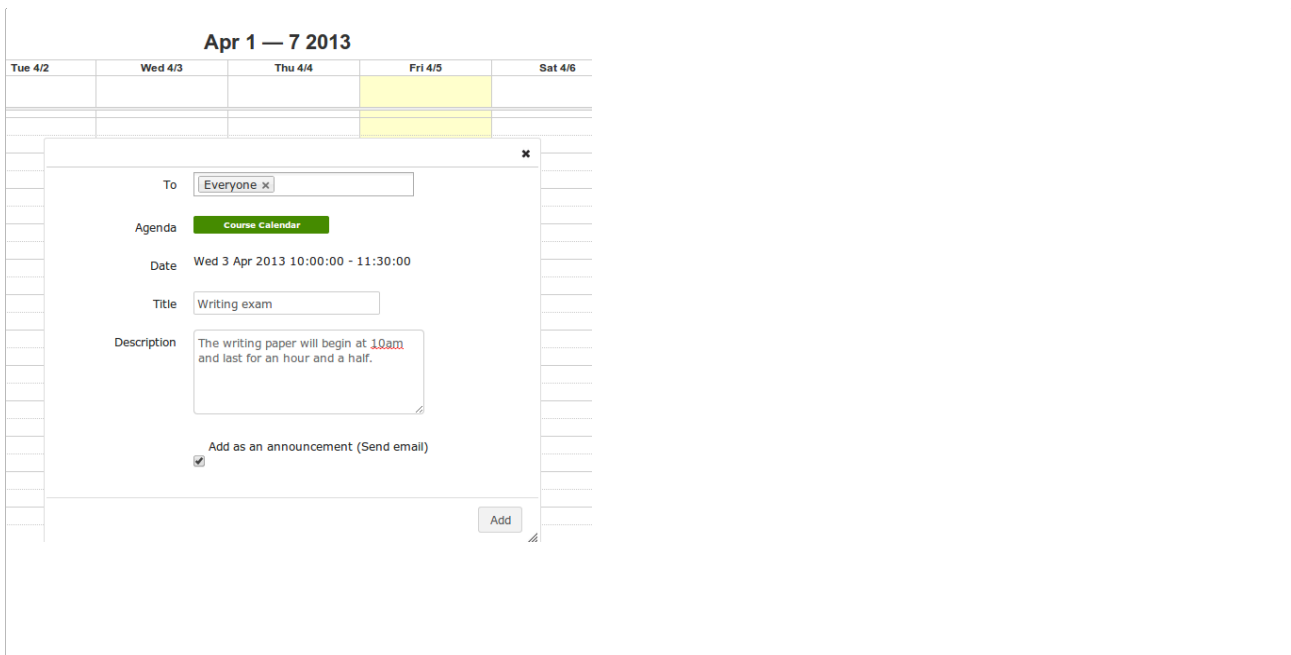 Apr 1 — 7 2013
Tue 4/2 Wed 4/3 Thu 4/4 Fri 4/5 Sat 4/6
To Everyone
Agenda Course Calendar
Date Wed 3 Apr 2013 10:00:00 - 11:30:00
Title Writing exam
Description The writing paper will begin at 10am
and last for an hour and a half.
Add as an announcement (Send email)
Add